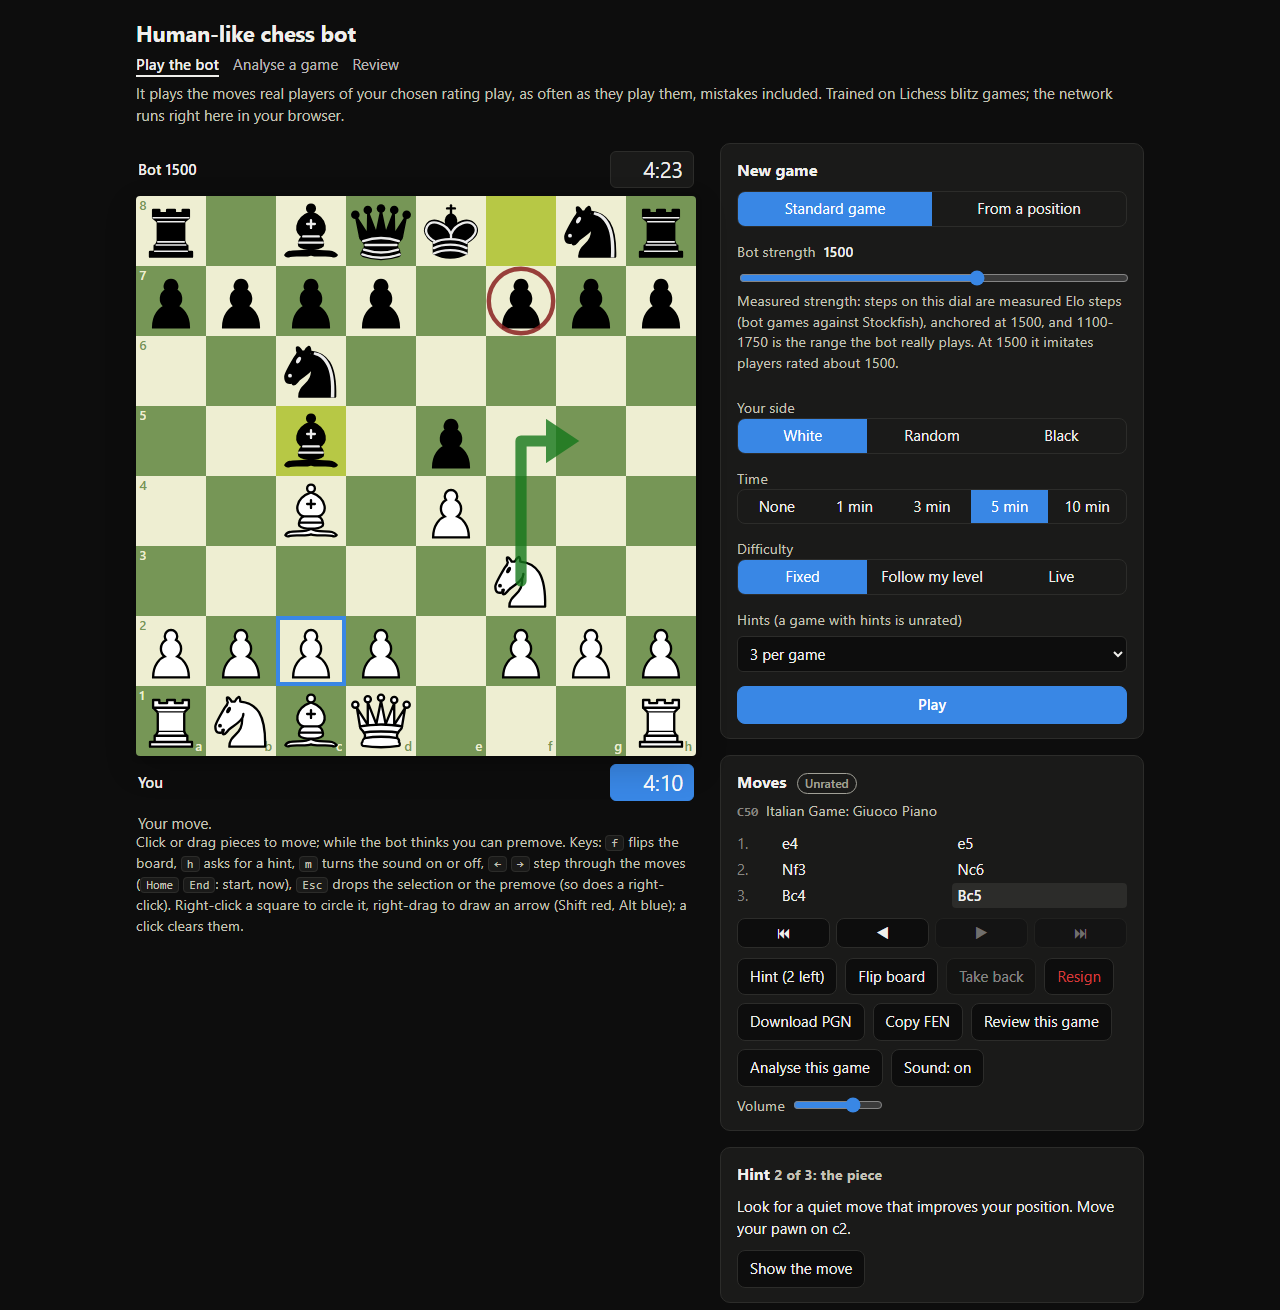 Human-like chess bot
Play the bot Analyse a game Review
It plays the moves real players of your chosen rating play, as often as they play them, mistakes included. Trained on Lichess blitz games; the network
runs right here in your browser.
Bot 1500 4:23
8
7
6
5
4
3
2
1
a b c d e f g h
You 4:10
Your move.
Click or drag pieces to move; while the bot thinks you can premove. Keys: f flips the
board, h asks for a hint, m turns the sound on or off, ← → step through the moves
(Home End: start, now), Esc drops the selection or the premove (so does a right-
click). Right-click a square to circle it, right-drag to draw an arrow (Shift red, Alt blue); a
click clears them.
New game
Standard game From a position
Bot strength 1500
Measured strength: steps on this dial are measured Elo steps
(bot games against Stockfish), anchored at 1500, and 1100-
1750 is the range the bot really plays. At 1500 it imitates
players rated about 1500.
Your side
White Random Black
Time
None 1 min 3 min 5 min 10 min
Difficulty
Fixed Follow my level Live
Hints (a game with hints is unrated)
3 per game
Play
Moves Unrated
C50 Italian Game: Giuoco Piano
1. e4 e5
2. Nf3 Nc6
3. Bc4 Bc5
Hint (2 left) Flip board Take back Resign
Download PGN Copy FEN Review this game
Analyse this game Sound: on
Volume
Hint 2 of 3: the piece
Look for a quiet move that improves your position. Move
your pawn on c2.
Show the move